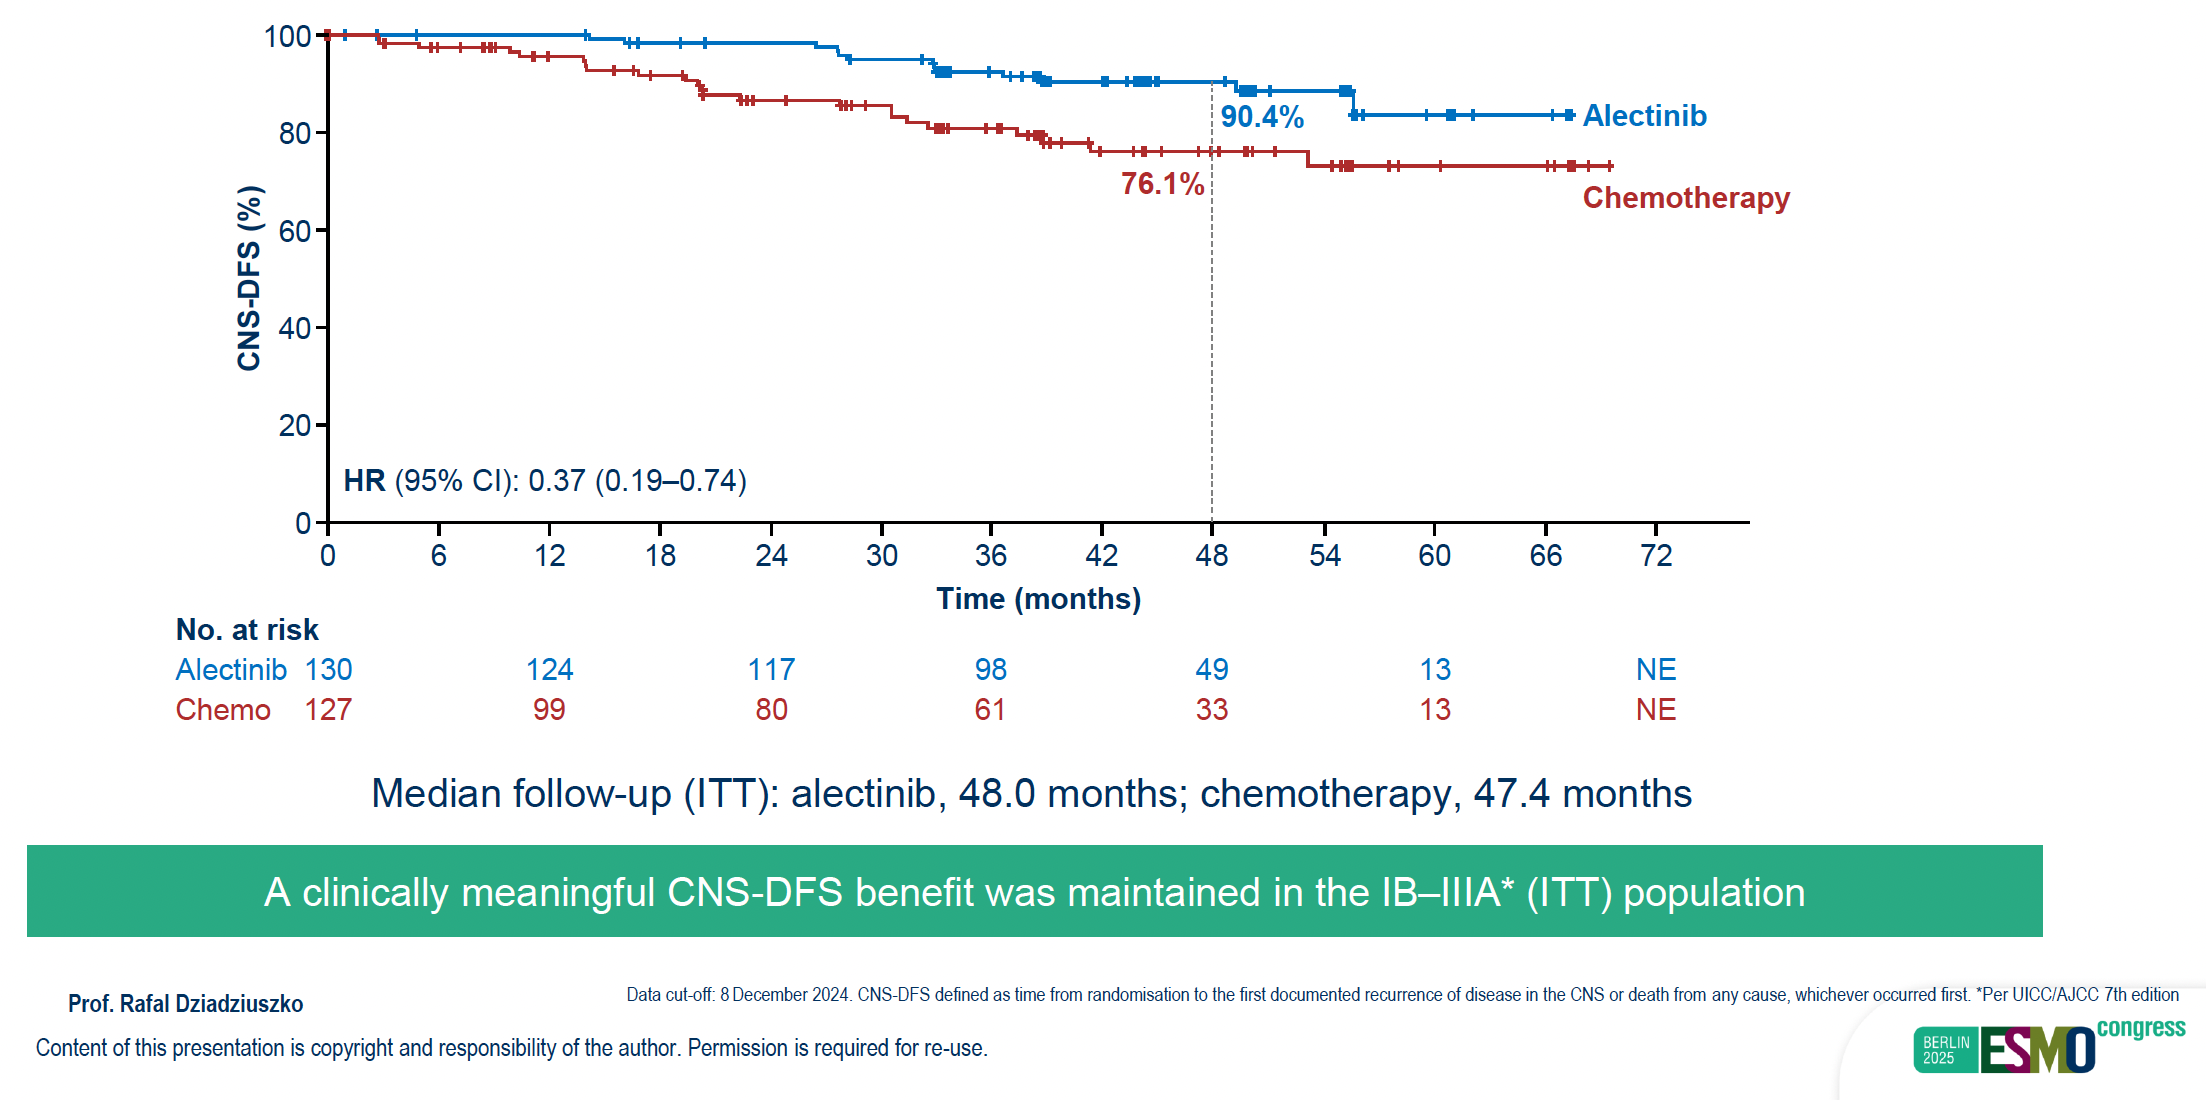 100
80
60
40
20
0
CNS-DFS (%)
Alectinib
90.4%
76.1%
Chemotherapy
HR (95% CI): 0.37 (0.19–0.74)
0 6 12 18 24 30 36 42 48 54 60 66 72
Time (months)
No. at risk
Alectinib 130 124 117 98 49 13 NE
Chemo 127 99 80 61 33 13 NE
Median follow-up (ITT): alectinib, 48.0 months; chemotherapy, 47.4 months
A clinically meaningful CNS-DFS benefit was maintained in the IB–IIIA* (ITT) population
Data cut-off: 8 December 2024. CNS-DFS defined as time from randomisation to the first documented recurrence of disease in the CNS or death from any cause, whichever occurred first. *Per UICC/AJCC 7th edition
Prof. Rafal Dziadziuszko
Content of this presentation is copyright and responsibility of the author. Permission is required for re-use.
BERLIN
2025
ESMO congress